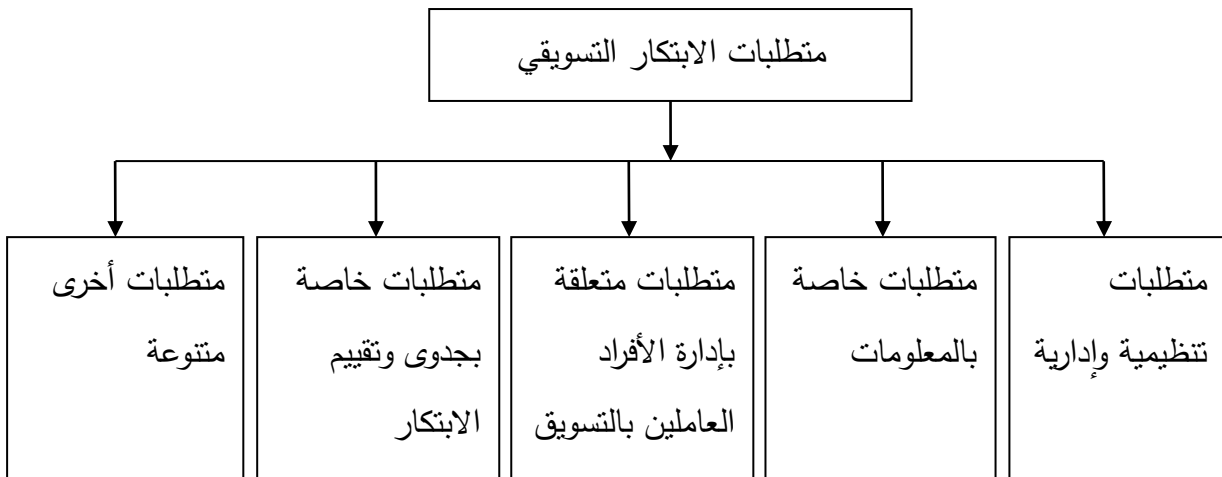 متطلبات الابتكار التسويقي
متطلبات
تنظيمية وإدارية
متطلبات خاصة
بالمعلومات
متطلبات متعلقة
بإدارة الأفراد
العاملين بالتسويق
متطلبات خاصة
بجدوى وتقييم
الابتكار
متطلبات أخرى
متنوعة